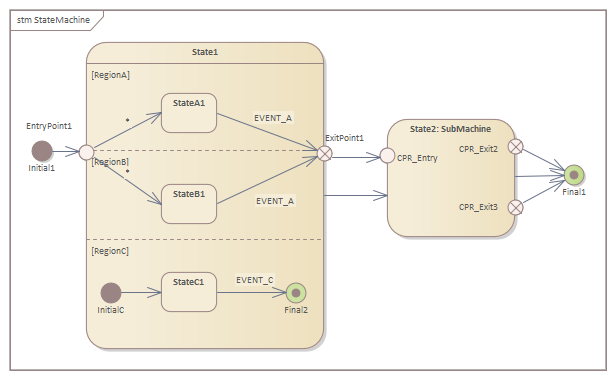 stm StateMachine
State1
[RegionA]
StateA1
EVENT_A
EntryPoint1
ExitPoint1
State2: SubMachine
CPR_Exit2
CPR_Entry
[RegionB]
Initial1
StateB1
EVENT_A
Final1
CPR_Exit3
[RegionC]
StateC1
EVENT_C
InitialC
Final2